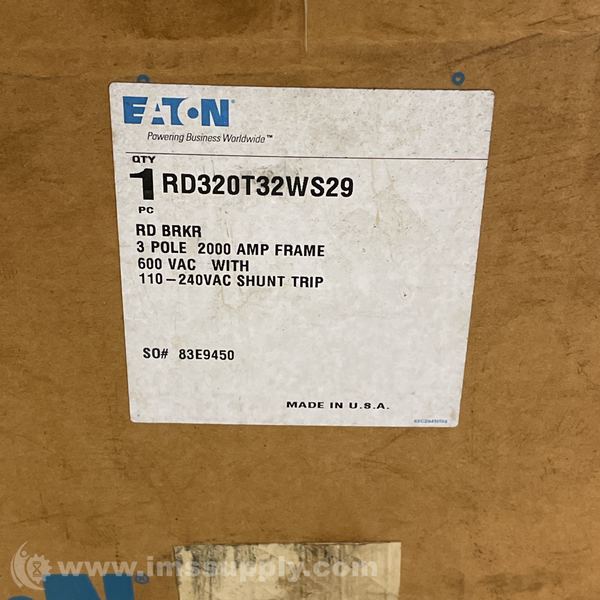 EATON
Powering Business Worldwide™
QTY
1 RD320T32WS29
PC
RD BRKR
3 POLE 2000 AMP FRAME
600 VAC WITH
110-240VAC SHUNT TRIP
SO# 83E9450
MADE IN U.S.A.
www.imssupply.com